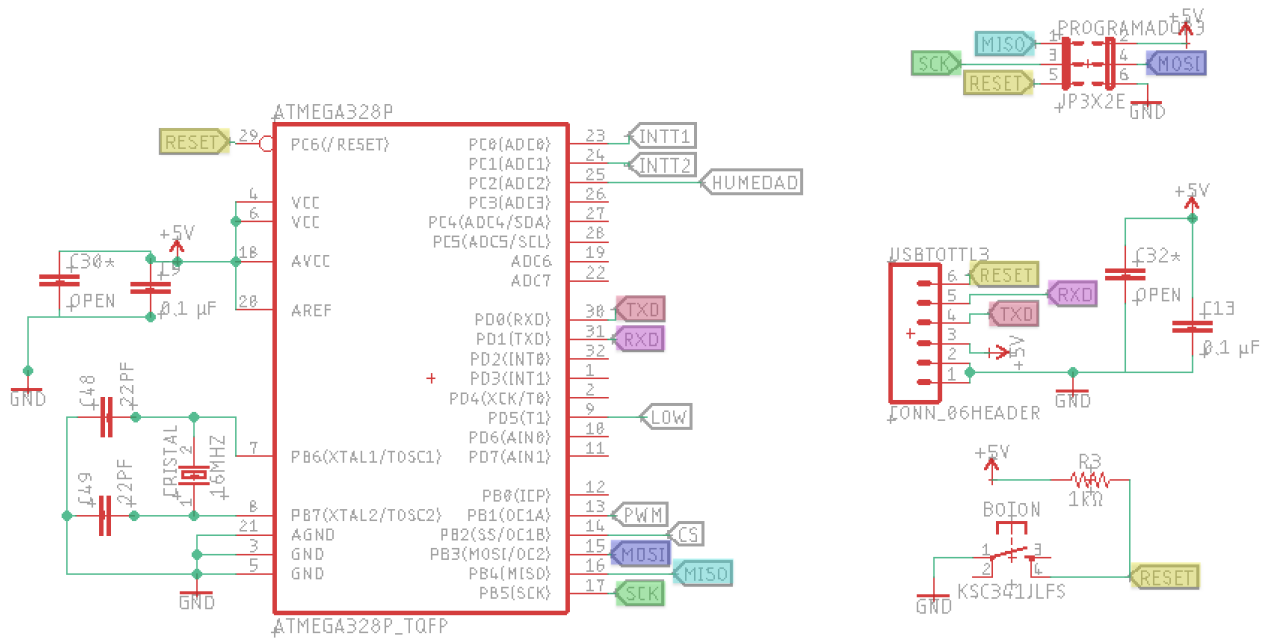 ATMEGA328P
RESET
29
PC6(/RESET)
4
VCC
6
VCC
18
AVCC
20
AREF
7
PB6(XTAL1/TOSC1)
8
PB7(XTAL2/TOSC2)
21
AGND
3
GND
5
GND
PC0(ADC0)
23
INTT1
PC1(ADC1)
24
INTT2
PC2(ADC2)
25
HUMEDAD
PC3(ADC3)
26
PC4(ADC4/SDA)
27
PC5(ADC5/SCL)
28
ADC6
19
ADC7
22
PD0(RXD)
30
TXD
PD1(TXD)
31
RXD
PD2(INT0)
32
PD3(INT1)
1
PD4(XCK/T0)
2
PD5(T1)
9
LOW
PD6(AIN0)
10
PD7(AIN1)
11
PB0(ICP)
12
PB1(OC1A)
13
PWM
PB2(SS/OC1B)
14
CS
PB3(MOSI/OC2)
15
MOSI
PB4(MISO)
16
MISO
PB5(SCK)
17
SCK
ATMEGA328P_TQFP
+5V
C30*
OPEN
C9
0.1 µF
GND
C48
22PF
C49
22PF
CRISTAL
16MHZ
2
1
GND
PROGRAMADOR3
+5V
MISO
1
2
SCK
3
4
MOSI
RESET
5
6
JP3X2E
GND
USBTOTTL3
6
RESET
5
RXD
4
TXD
3
+5V
2
1
CONN_06HEADER
GND
+5V
C32*
OPEN
C13
0.1 µF
+5V
R3
1kΩ
BOTON
1
3
2
4
KSC341JLFS
RESET
GND